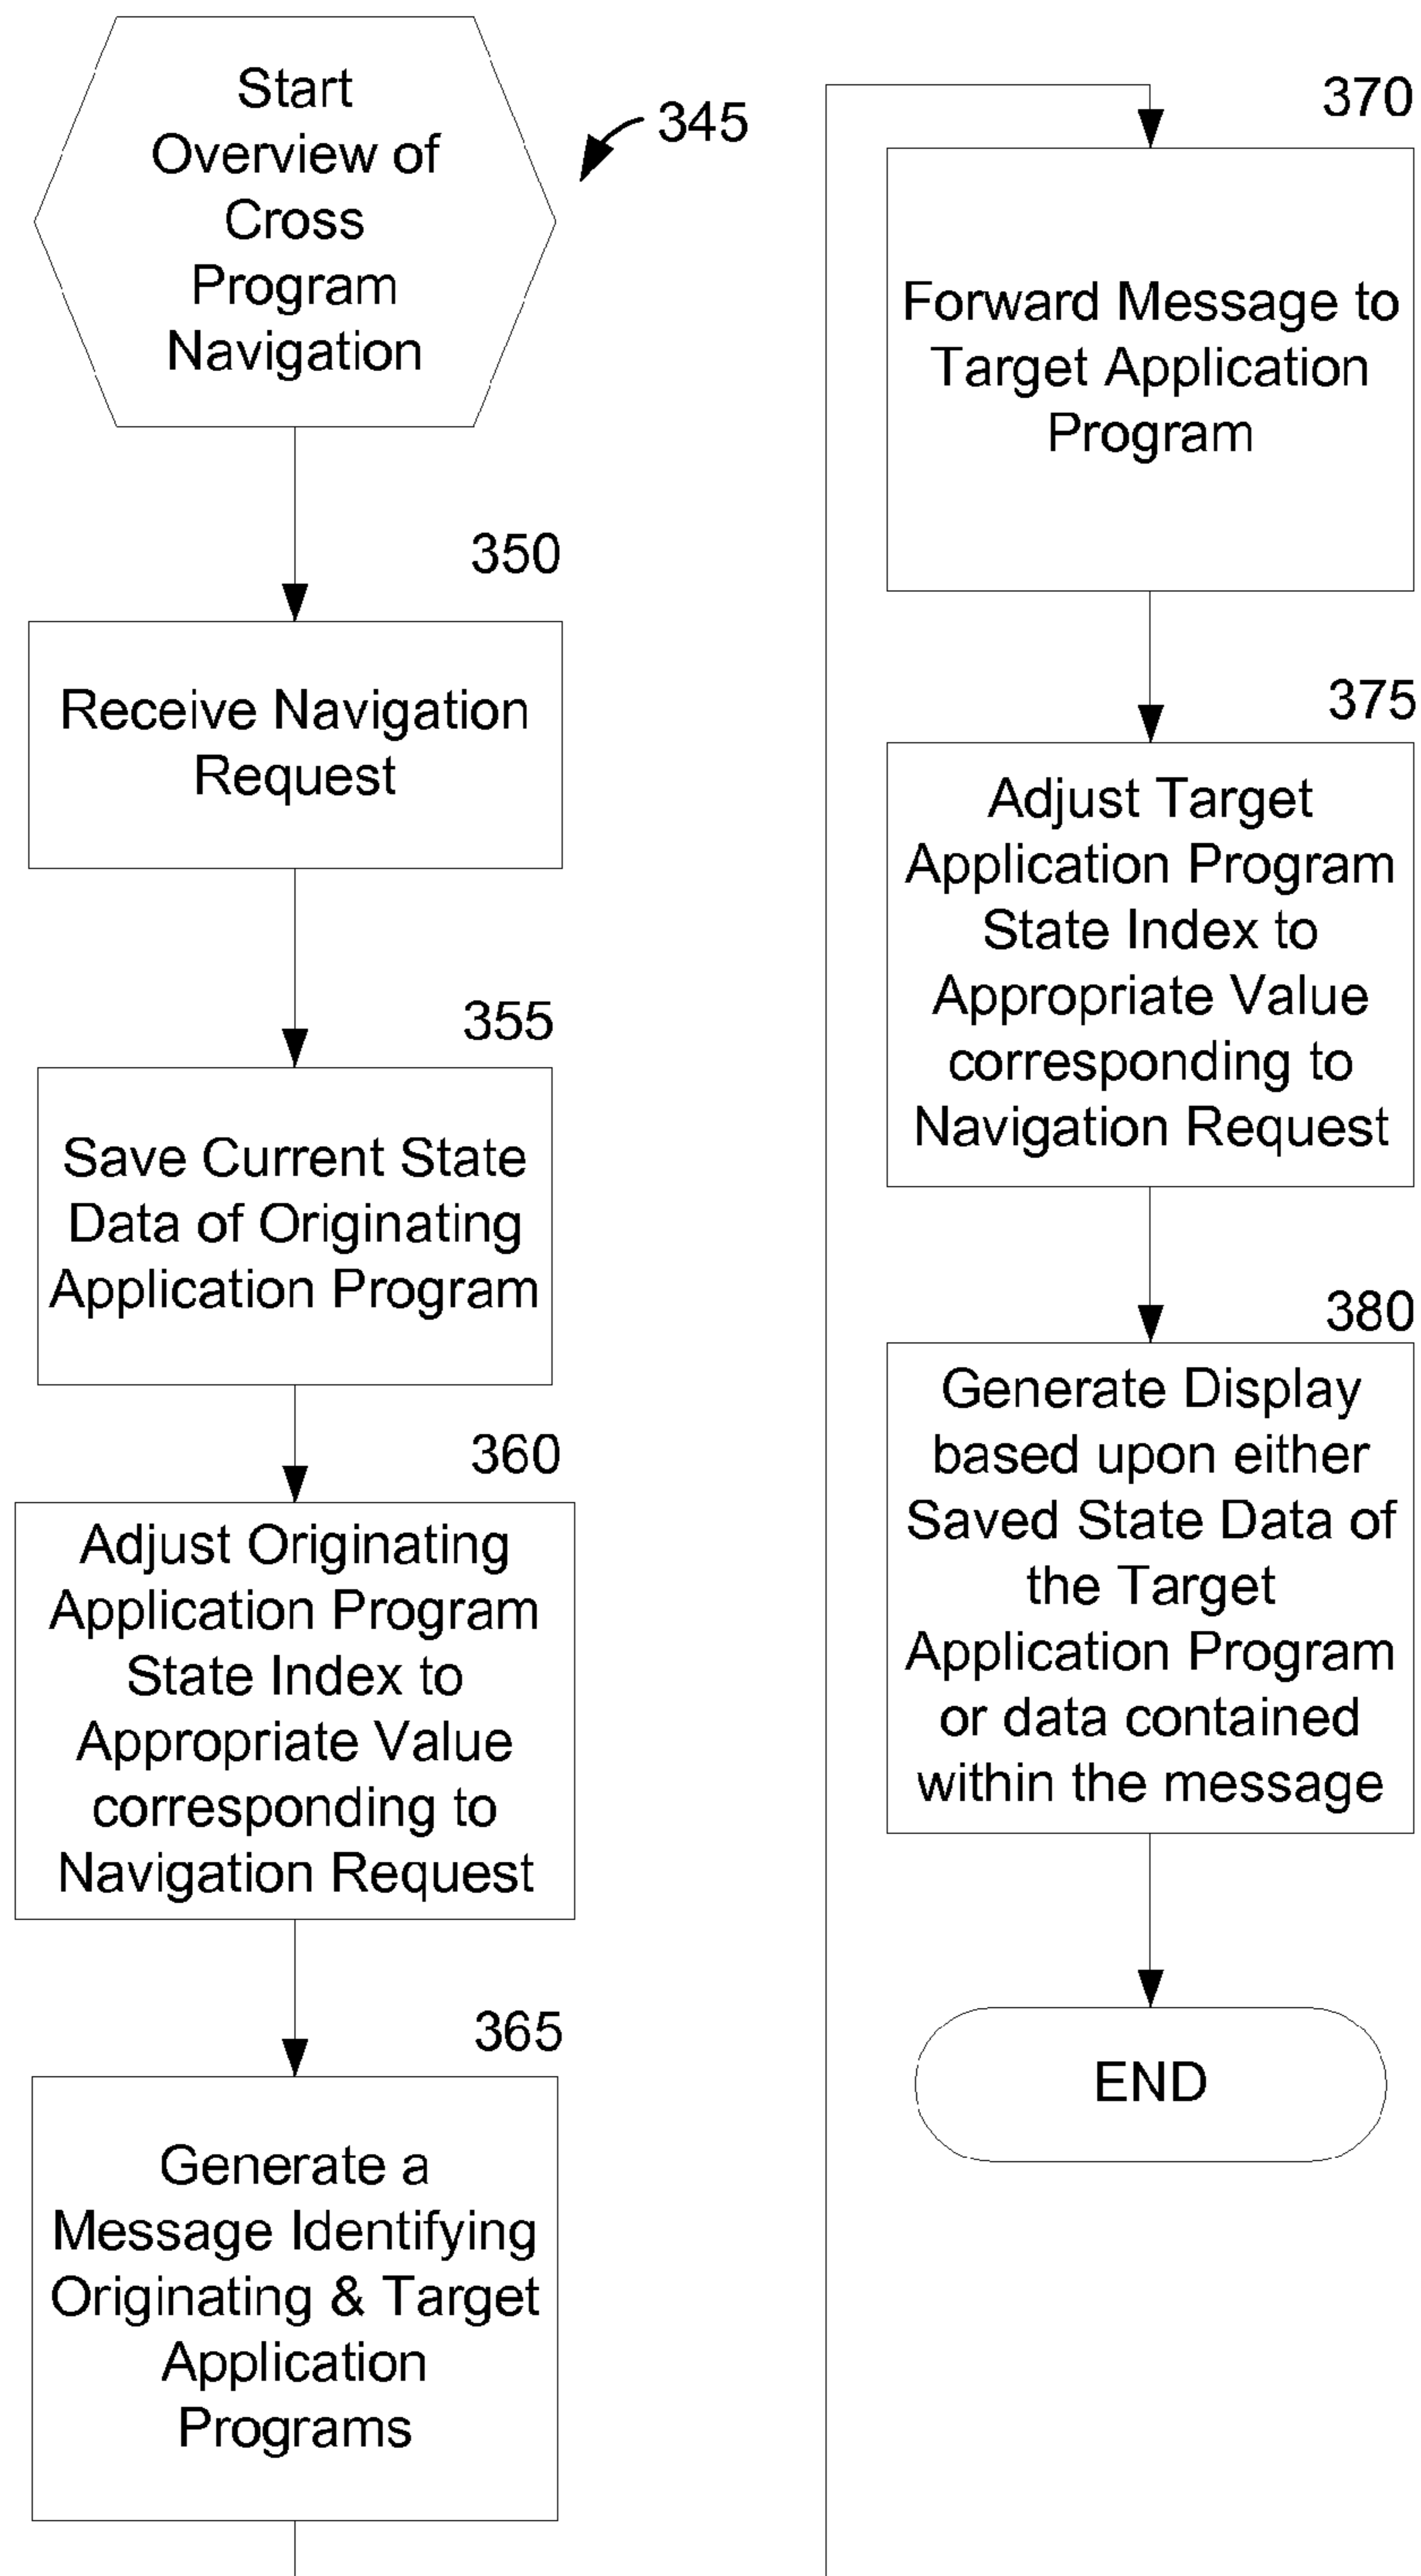 Start
Overview of
Cross
Program
Navigation
345
350
Receive Navigation
Request
355
Save Current State
Data of Originating
Application Program
360
Adjust Originating
Application Program
State Index to
Appropriate Value
corresponding to
Navigation Request
365
Generate a
Message Identifying
Originating & Target
Application
Programs
370
Forward Message to
Target Application
Program
375
Adjust Target
Application Program
State Index to
Appropriate Value
corresponding to
Navigation Request
380
Generate Display
based upon either
Saved State Data of
the Target
Application Program
or data contained
within the message
END